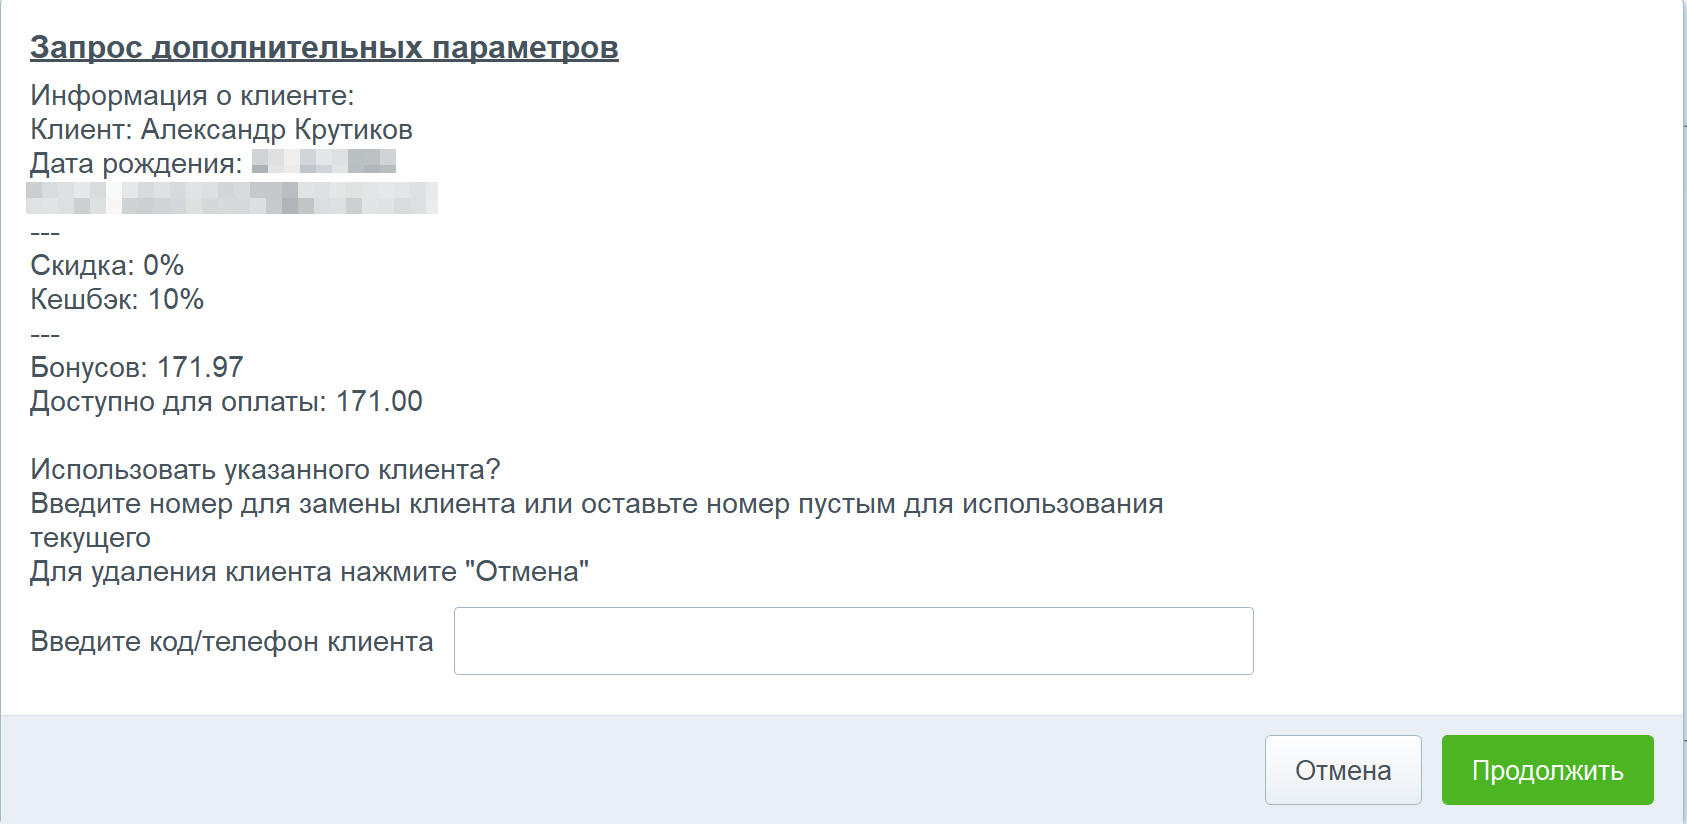 Запрос дополнительных параметров
Информация о клиенте:
Клиент: Александр Крутиков
Дата рождения:
---
Скидка: 0%
Кешбэк: 10%
---
Бонусов: 171.97
Доступно для оплаты: 171.00
Использовать указанного клиента?
Введите номер для замены клиента или оставьте номер пустым для использования
текущего
Для удаления клиента нажмите "Отмена"
Введите код/телефон клиента
Отмена
Продолжить